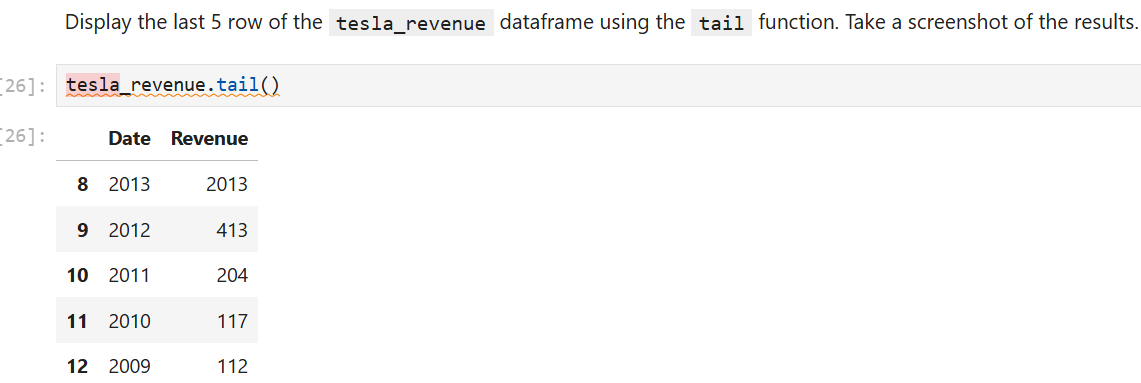 Display the last 5 row of the tesla_revenue dataframe using the tail function. Take a screenshot of the results.
[26]: tesla_revenue.tail()
[26]:
Date Revenue
8 2013 2013
9 2012 413
10 2011 204
11 2010 117
12 2009 112